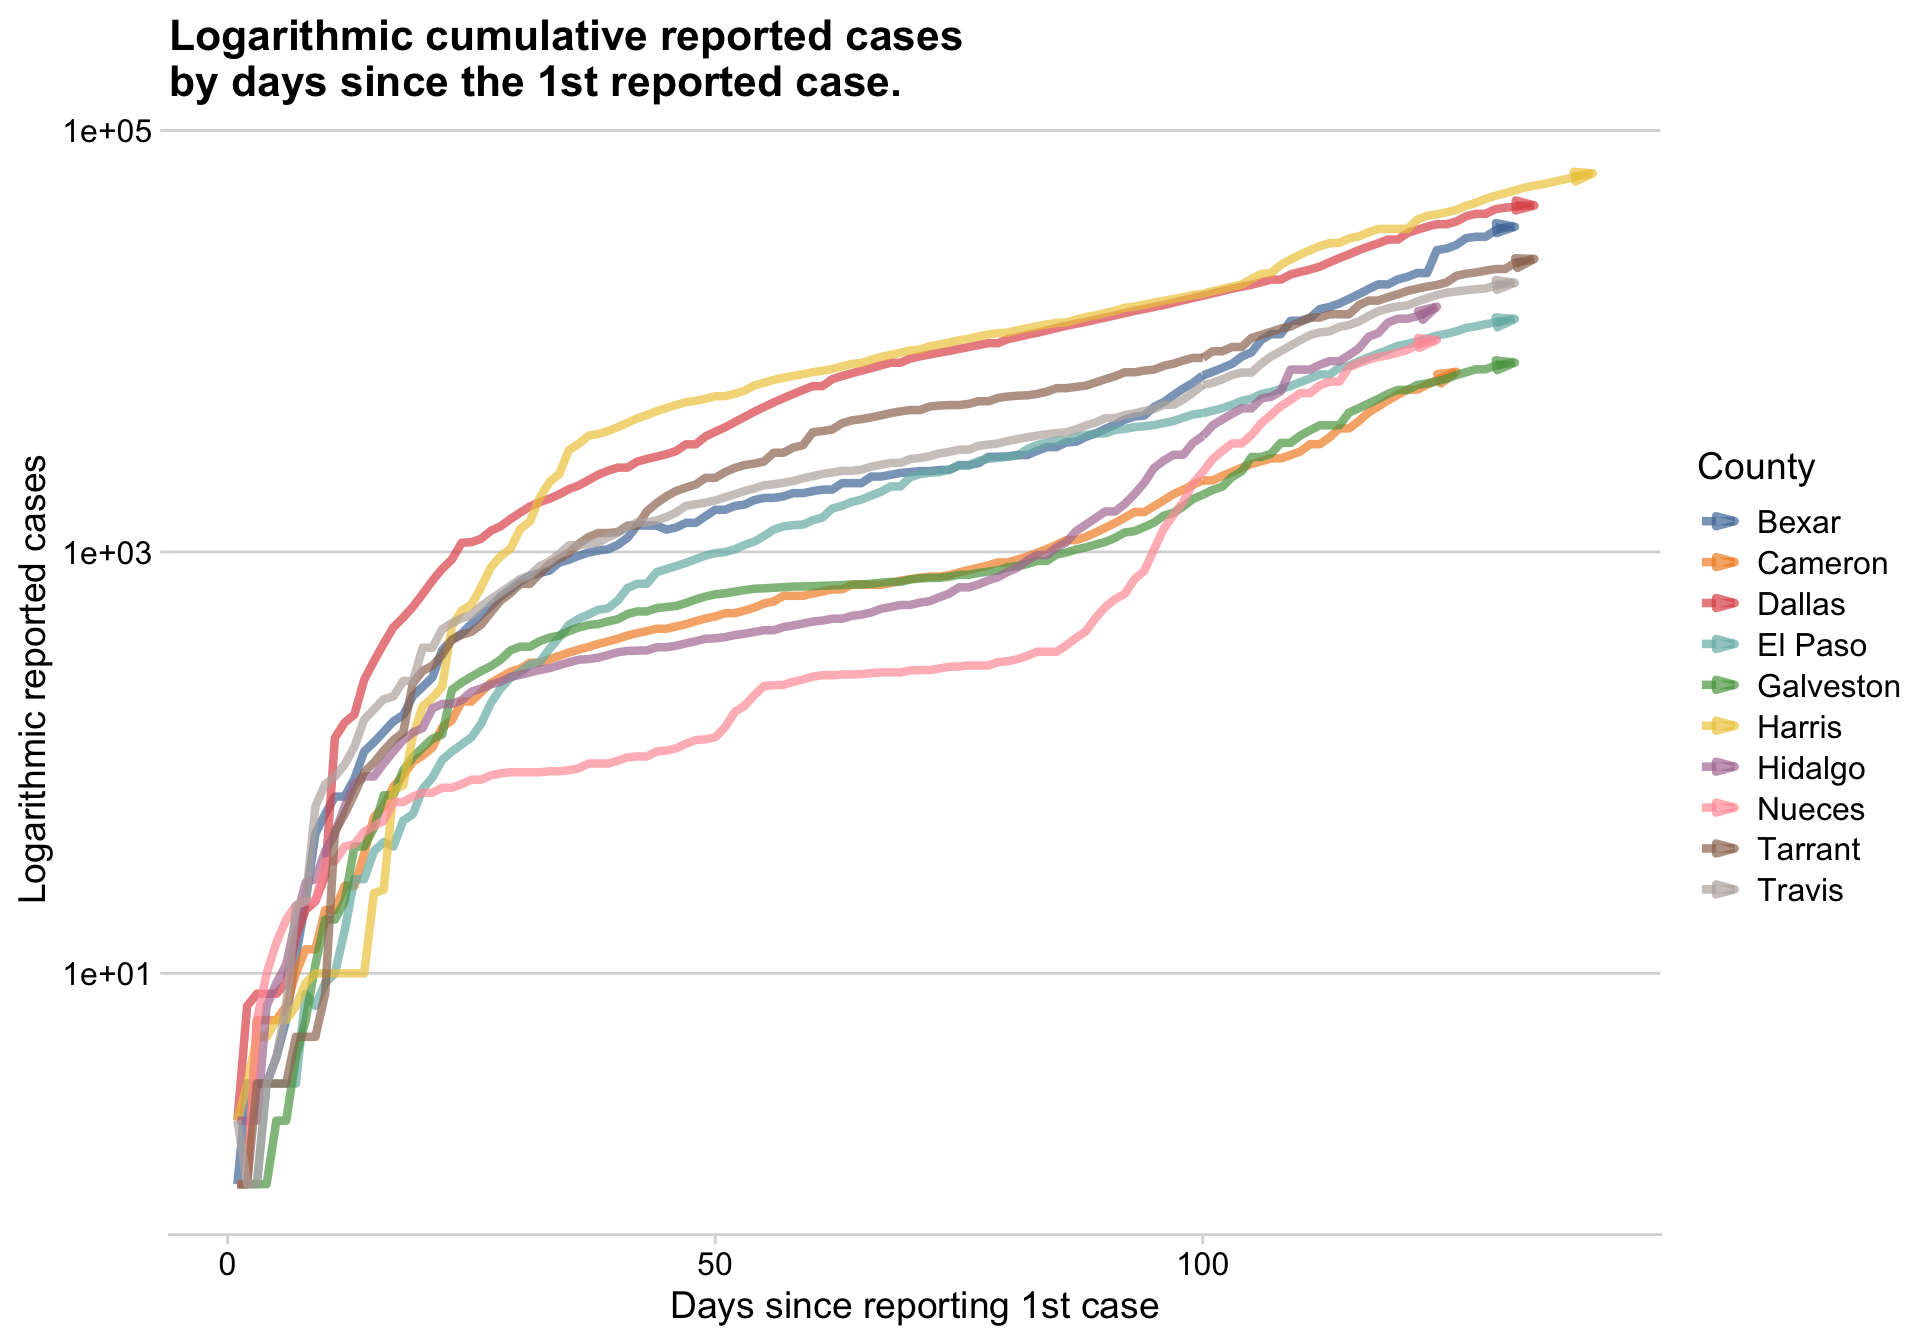 Logarithmic cumulative reported cases
by days since the 1st reported case.
1e+05
1e+03
1e+01
Logarithmic reported cases
0
50
100
Days since reporting 1st case
County
Bexar
Cameron
Dallas
El Paso
Galveston
Harris
Hidalgo
Nueces
Tarrant
Travis